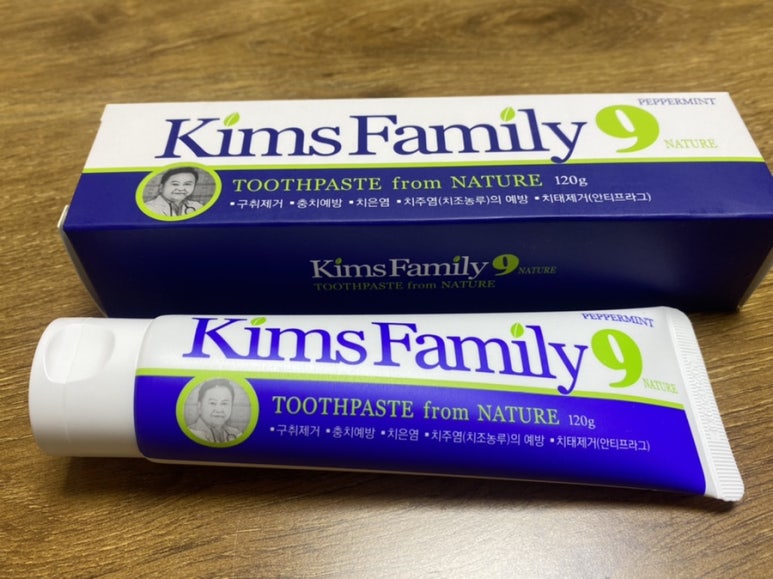 PEPPERMINT
Kims Family 9
NATURE
TOOTHPASTE from NATURE 120g
▪구취제거 ▪충치예방 ▪치은염 ▪치주염(치조농루)의 예방 ▪치태제거(안티프라그)
Kims Family 9 NATURE
TOOTHPASTE from NATURE
PEPPERMINT
Kims Family 9
NATURE
TOOTHPASTE from NATURE 120g
▪구취제거 ▪충치예방 ▪치은염 ▪치주염(치조농루)의 예방 ▪치태제거(안티프라그)